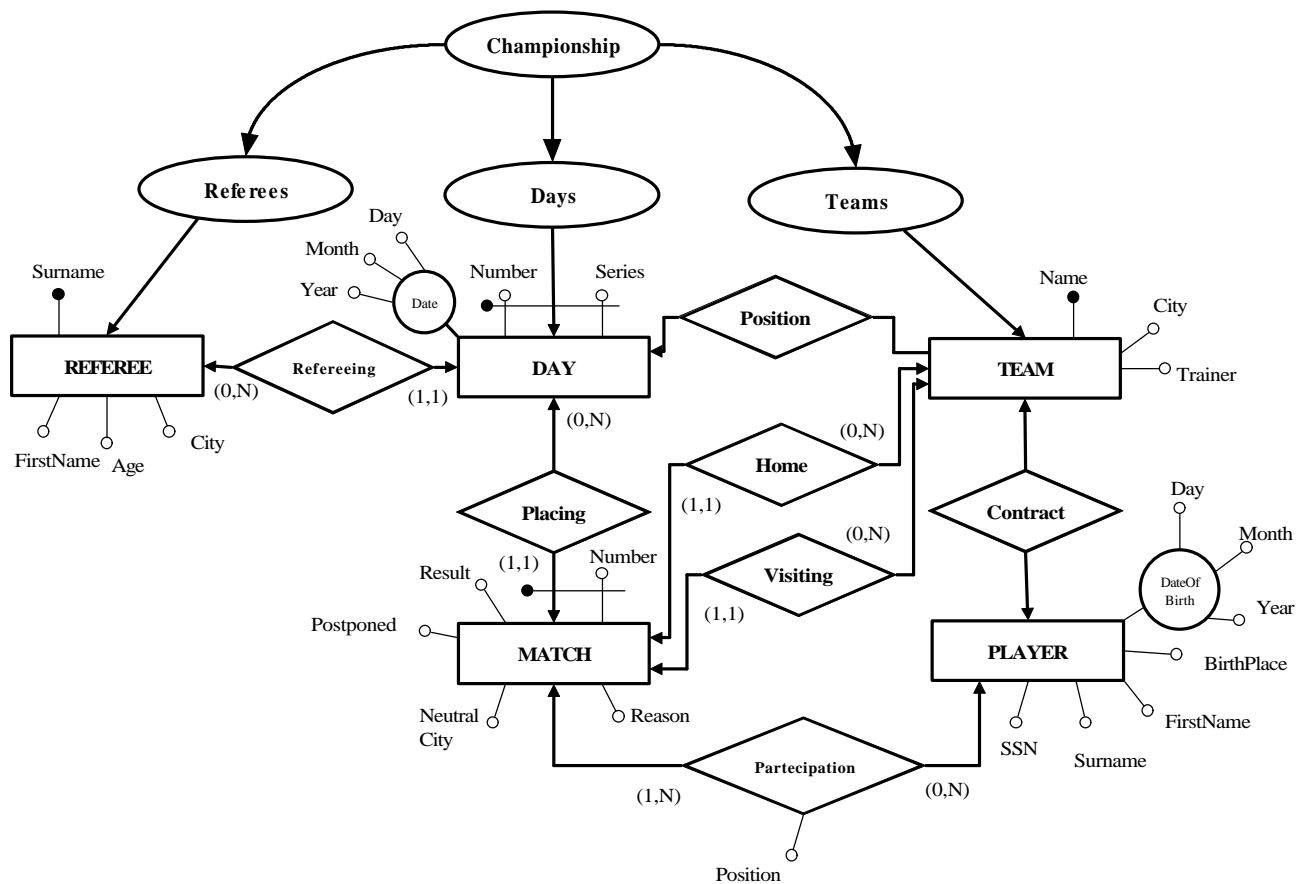 Championship
Referees
Days
Teams
Day
Month
Year
Date
Surname
Number
Series
Name
City
Trainer
REFEREE
(0,N)
Refereeing
(1,1)
DAY
Position
TEAM
FirstName
Age
City
(0,N)
(0,N)
Home
(1,1)
Placing
(1,1)
Contract
(0,N)
Visiting
(1,1)
Number
Result
Postponed
MATCH
Neutral
City
Reason
Day
Month
DateOf
Birth
Year
PLAYER
BirthPlace
FirstName
SSN
Surname
Partecipation
(1,N)
(0,N)
Position